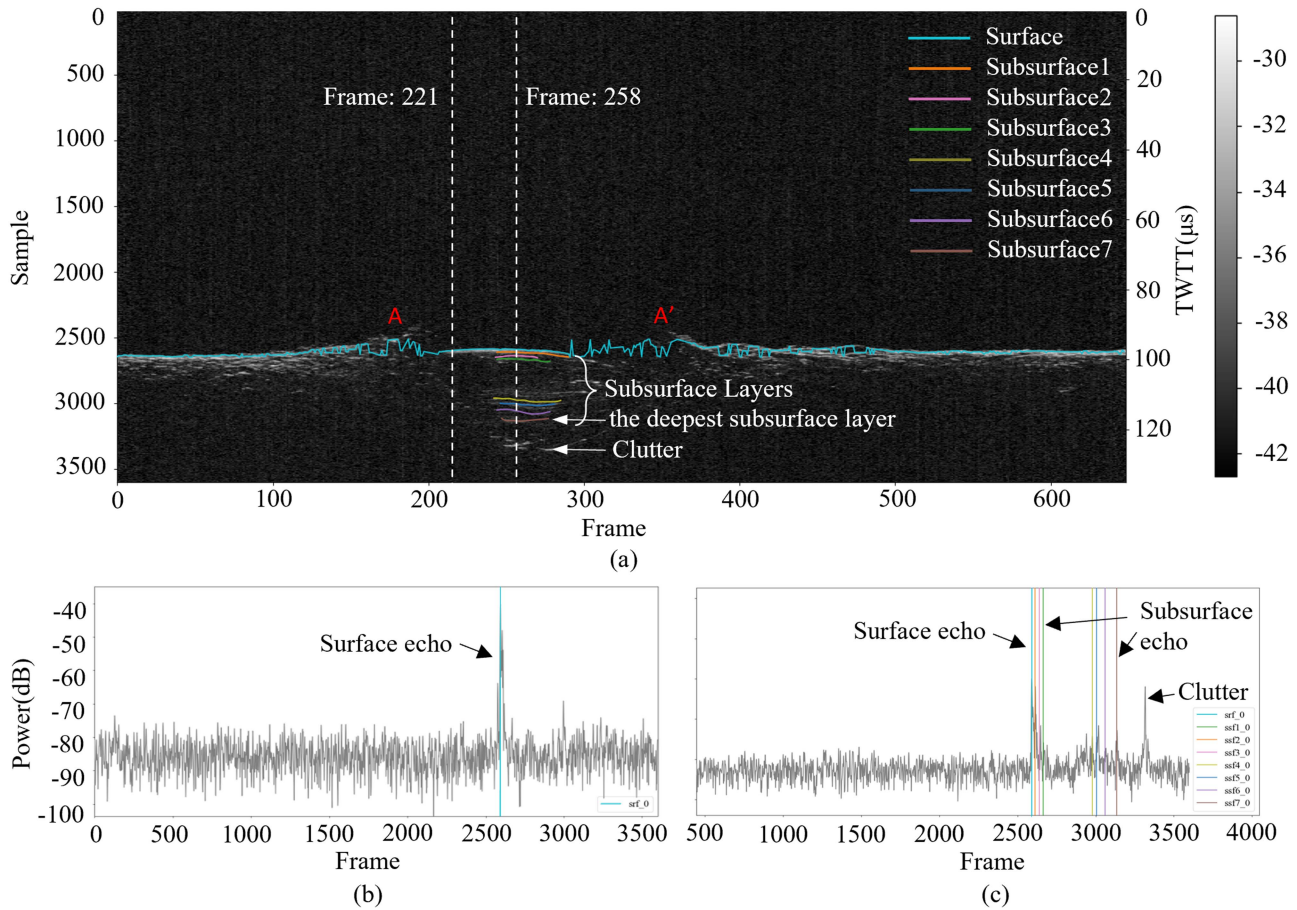 0
500
1000
1500
2000
2500
3000
3500
Sample
0
100
200
300
400
500
600
Frame
(a)
0
20
40
60
80
100
120
TWTT(μs)
-30
-32
-34
-36
-38
-40
-42
Frame: 221
Frame: 258
Surface
Subsurface1
Subsurface2
Subsurface3
Subsurface4
Subsurface5
Subsurface6
Subsurface7
A
A’
Subsurface Layers
the deepest subsurface layer
Clutter
Power(dB)
-40
-50
-60
-70
-80
-90
-100
Surface echo
srf_0
0
500
1000
1500
2000
2500
3000
3500
Frame
(b)
Surface echo
Subsurface
echo
Clutter
srf_0
ssf1_0
ssf2_0
ssf3_0
ssf4_0
ssf5_0
ssf6_0
ssf7_0
500
1000
1500
2000
2500
3000
3500
4000
Frame
(c)